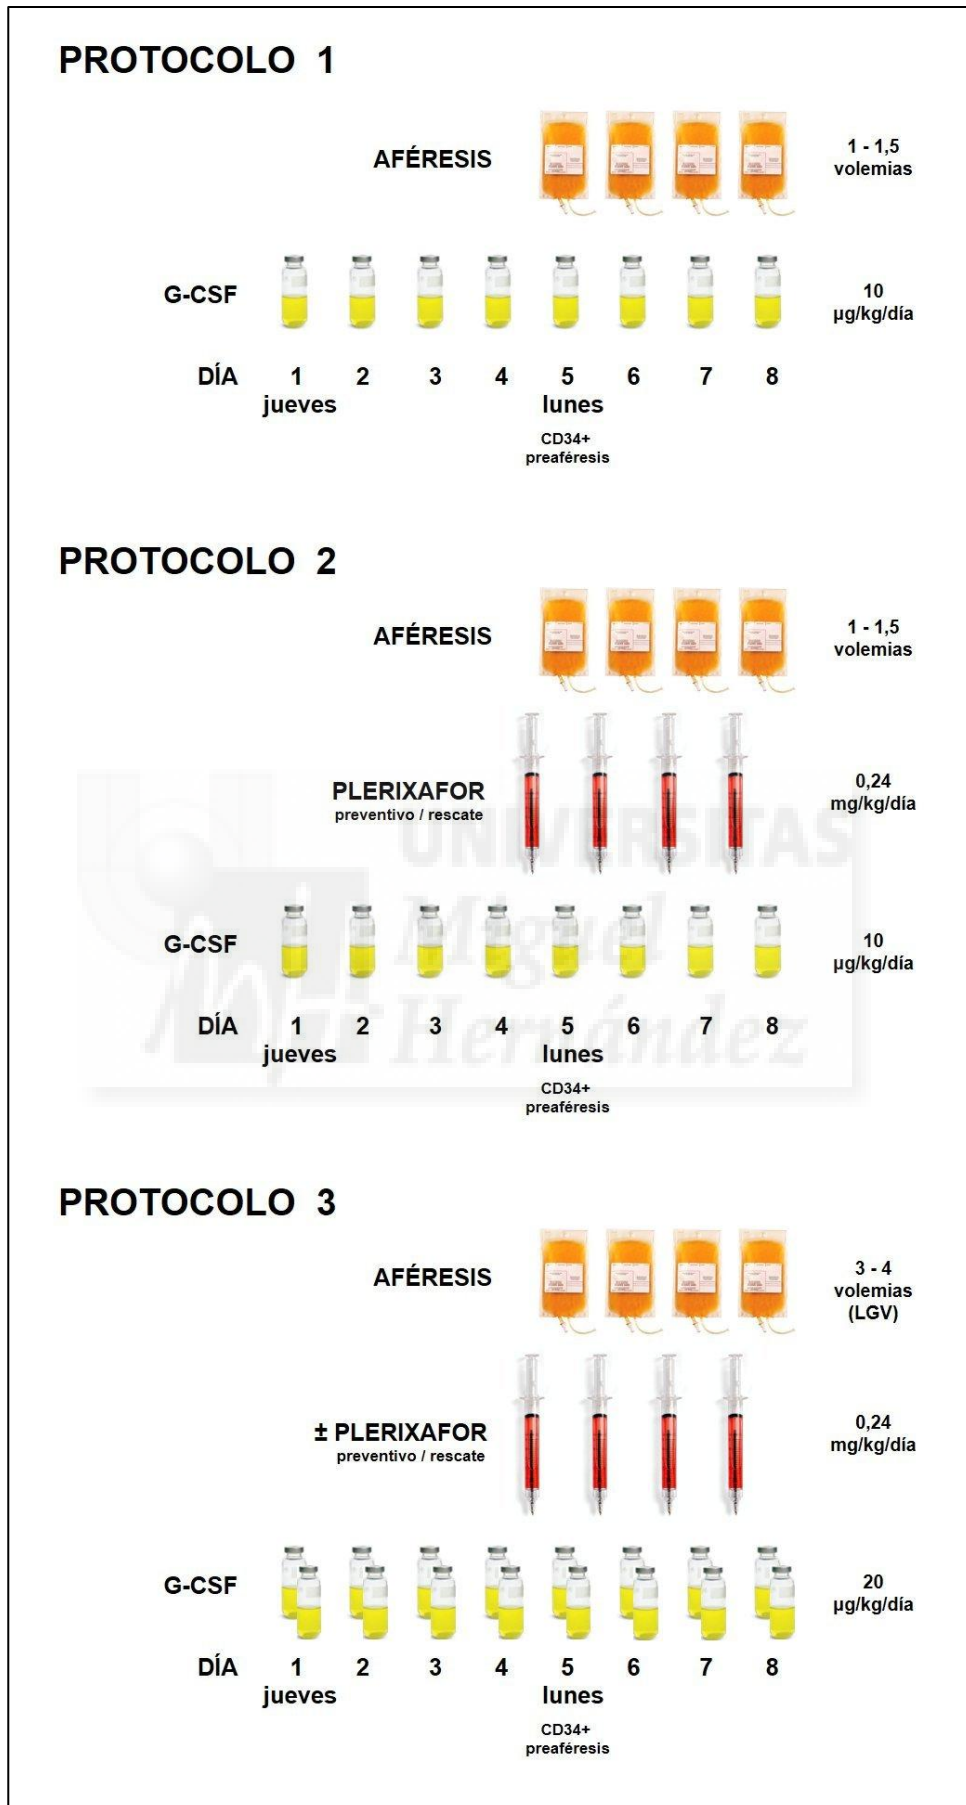 PROTOCOLO 1
AFÉRESIS
1 - 1,5
volemias
G-CSF
10
µg/kg/día
DÍA 1 2 3 4 5 6 7 8
jueves lunes
CD34+
preaféresis
PROTOCOLO 2
AFÉRESIS
1 - 1,5
volemias
PLERIXAFOR
preventivo / rescate
0,24
mg/kg/día
UNIVERSITAS
Miguel
Hernández
G-CSF
10
µg/kg/día
DÍA 1 2 3 4 5 6 7 8
jueves lunes
CD34+
preaféresis
PROTOCOLO 3
AFÉRESIS
3 - 4
volemias
(LGV)
± PLERIXAFOR
preventivo / rescate
0,24
mg/kg/día
G-CSF
20
µg/kg/día
DÍA 1 2 3 4 5 6 7 8
jueves lunes
CD34+
preaféresis